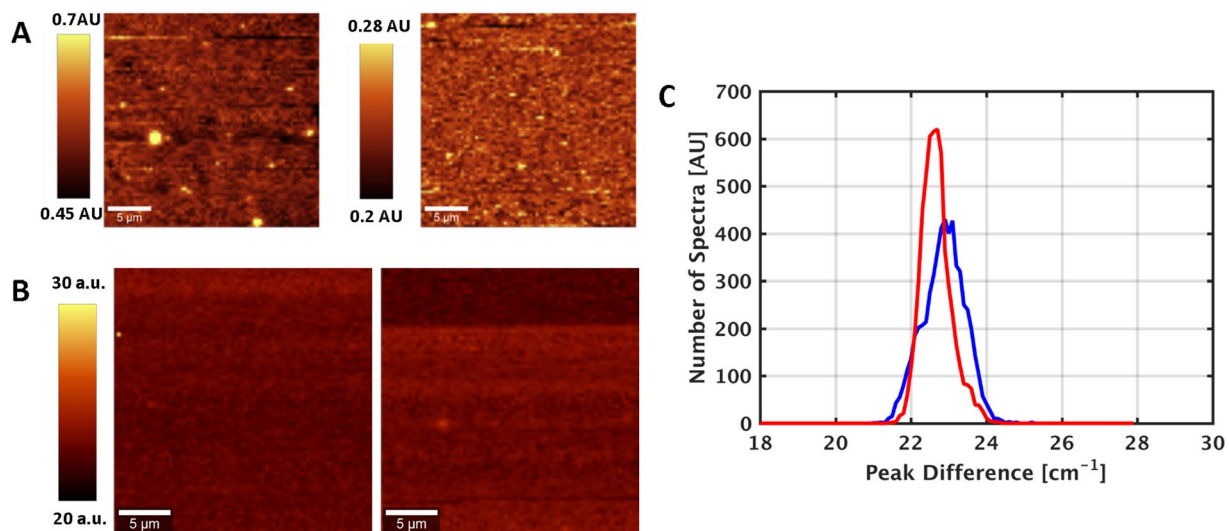 A
0.7AU
0.45 AU
5 µm
0.28 AU
0.2 AU
5 µm
B
30 a.u.
20 a.u.
5 µm
5 µm
C
Number of Spectra [AU]
700
600
500
400
300
200
100
0
18 20 22 24 26 28 30
Peak Difference [cm⁻¹]